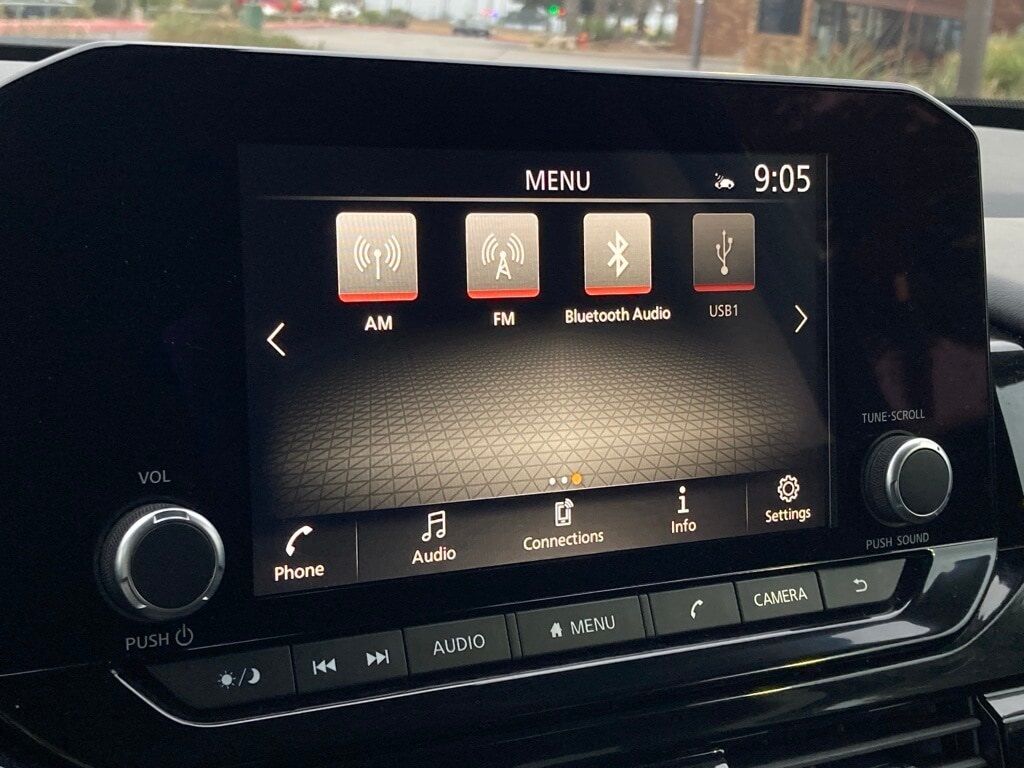 MENU 9:05
AM FM Bluetooth Audio USB1
TUNE·SCROLL
VOL
Phone Audio Connections Info Settings
PUSH SOUND
PUSH
AUDIO MENU CAMERA